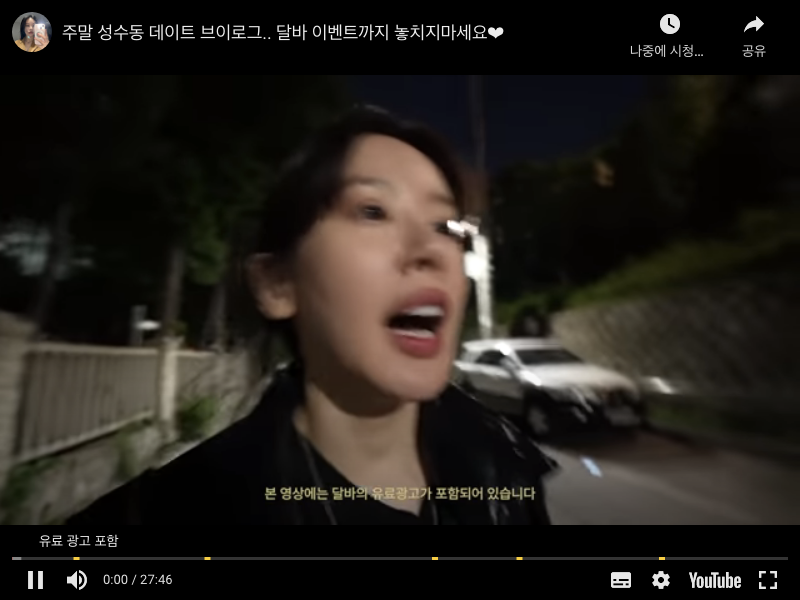 주말 성수동 데이트 브이로그.. 달바 이벤트까지 놓치지마세요❤
나중에 시청...
공유
본 영상에는 달바의 유료광고가 포함되어 있습니다
유료 광고 포함
0:00 / 27:46
YouTube